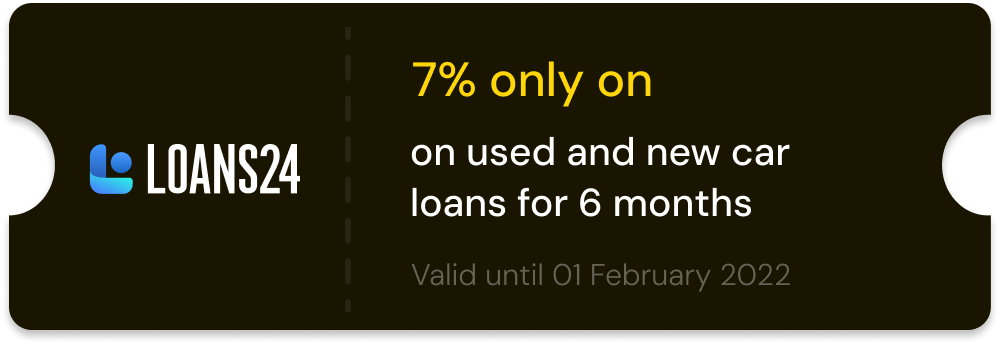 LOANS24
7% only on
on used and new car
loans for 6 months
Valid until 01 February 2022